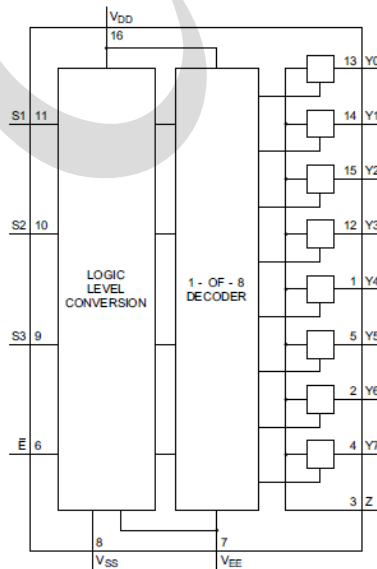 VDD
16
13 Y0
S1 11
14 Y1
15 Y2
S2 10
12 Y3
LOGIC
LEVEL
CONVERSION
1 - OF - 8
DECODER
1 Y4
S3 9
5 Y5
2 Y6
Ē 6
4 Y7
3 Z
8
VSS
7
VEE